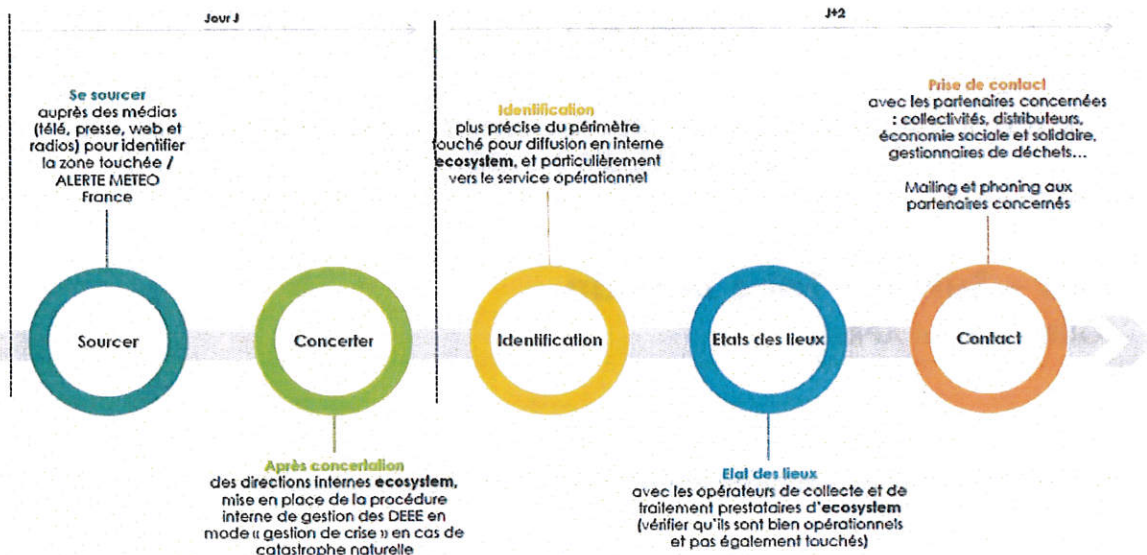 Jour J
J+2
Se sourcer
auprès des médias
(télé, presse, web et
radios) pour identifier
la zone touchée /
ALERTE METEO
France
Identification
plus précise du périmètre
touché pour diffusion en interne
ecosystem, et particulièrement
vers le service opérationnel
Prise de contact
avec les partenaires concernées
: collectivités, distributeurs,
économie sociale et solidaire,
gestionnaires de déchets...
Mailing et phoning aux
partenaires concernés
Sourcer
Concerter
Identification
Etats des lieux
Contact
Après concertation
des directions internes ecosystem,
mise en place de la procédure
interne de gestion des DEEE en
mode « gestion de crise » en cas de
catastrophe naturelle
Etat des lieux
avec les opérateurs de collecte et de
traitement prestataires d'ecosystem
(vérifier qu'ils sont bien opérationnels
et pas également touchés)